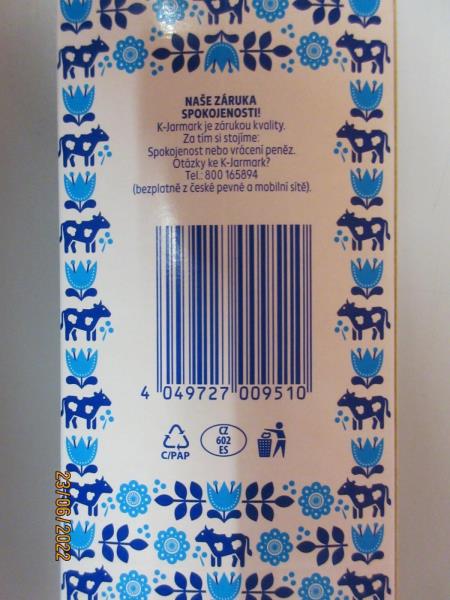 NAŠE ZÁRUKA
SPOKOJENOSTI!
K-Jarmark je zárukou kvality.
Za tím si stojíme:
Spokojenost nebo vrácení peněz.
Otázky ke K-Jarmark?
Tel.: 800 165894
(bezplatně z české pevné a mobilní sítě).
4 049727 009510
C/PAP
CZ
602
ES
23/06/2022